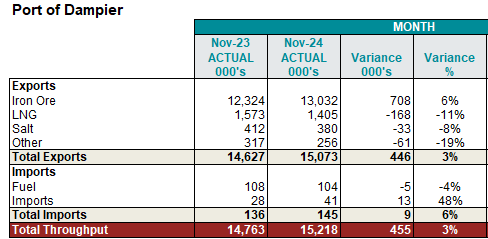 Port of Dampier
MONTH
Nov-23 Nov-24
ACTUAL ACTUAL Variance Variance
000's 000's 000's %
Exports
Iron Ore 12,324 13,032 708 6%
LNG 1,573 1,405 -168 -11%
Salt 412 380 -33 -8%
Other 317 256 -61 -19%
Total Exports 14,627 15,073 446 3%
Imports
Fuel 108 104 -5 -4%
Imports 28 41 13 48%
Total Imports 136 145 9 6%
Total Throughput 14,763 15,218 455 3%